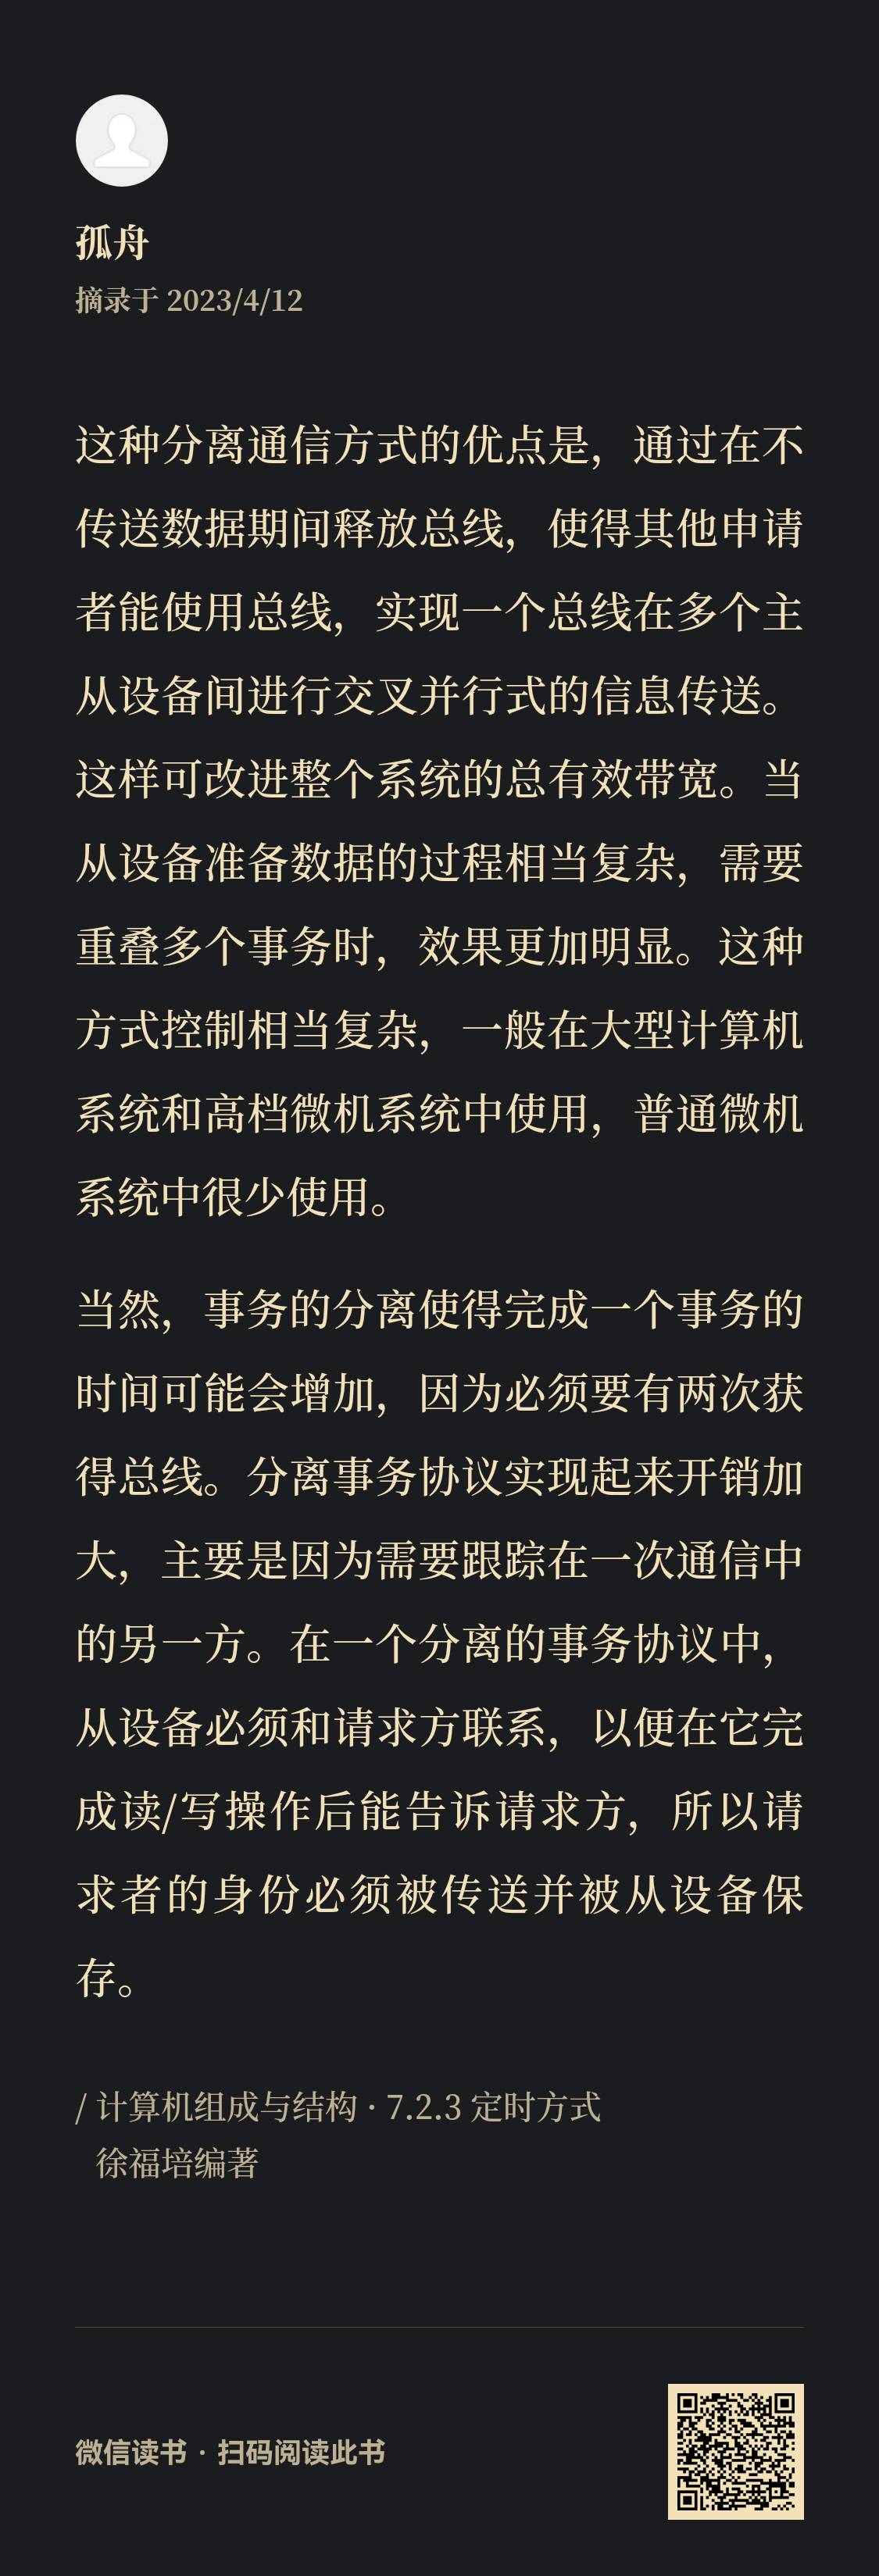 孤舟
摘录于 2023/4/12
这种分离通信方式的优点是，通过在不
传送数据期间释放总线，使得其他申请
者能使用总线，实现一个总线在多个主
从设备间进行交叉并行式的信息传送。
这样可改进整个系统的总有效带宽。当
从设备准备数据的过程相当复杂，需要
重叠多个事务时，效果更加明显。这种
方式控制相当复杂，一般在大型计算机
系统和高档微机系统中使用，普通微机
系统中很少使用。
当然，事务的分离使得完成一个事务的
时间可能会增加，因为必须要有两次获
得总线。分离事务协议实现起来开销加
大，主要是因为需要跟踪在一次通信中
的另一方。在一个分离的事务协议中，
从设备必须和请求方联系，以便在它完
成读/写操作后能告诉请求方，所以请
求者的身份必须被传送并被从设备保
存。
/ 计算机组成与结构 · 7.2.3 定时方式
徐福培编著
微信读书 · 扫码阅读此书